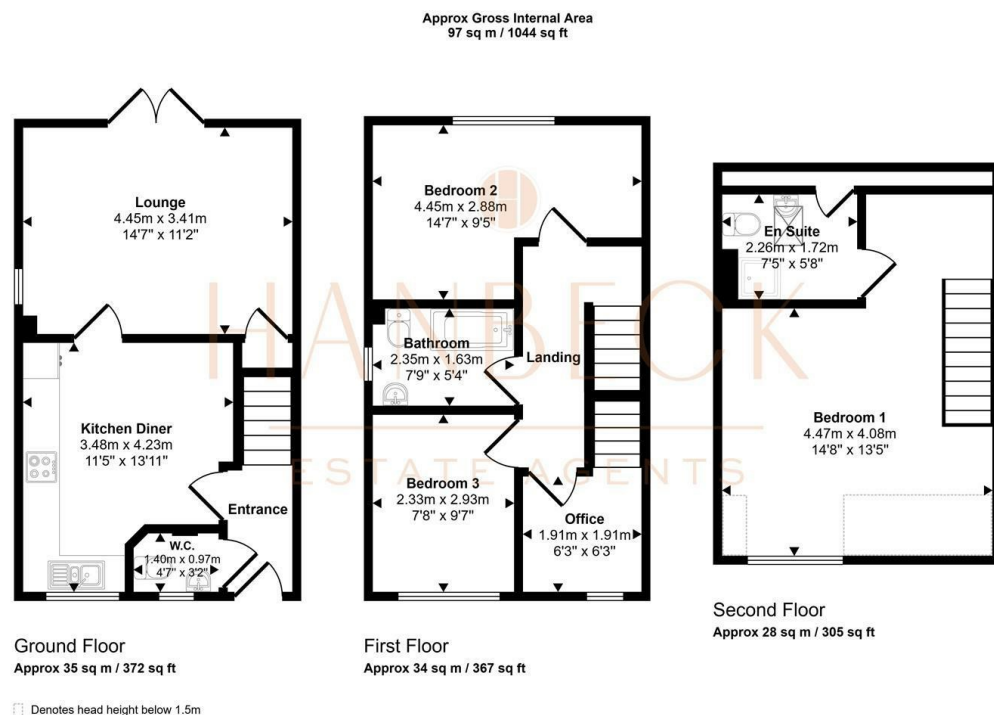 Approx Gross Internal Area
97 sq m / 1044 sq ft
Lounge
4.45m x 3.41m
14'7" x 11'2"
Kitchen Diner
3.48m x 4.23m
11'5" x 13'11"
Entrance
W.C.
1.40m x 0.97m
4'7" x 3'2"
Ground Floor
Approx 35 sq m / 372 sq ft
Denotes head height below 1.5m
Bedroom 2
4.45m x 2.88m
14'7" x 9'5"
Bathroom
2.35m x 1.63m
7'9" x 5'4"
Landing
Bedroom 3
2.33m x 2.93m
7'8" x 9'7"
Office
1.91m x 1.91m
6'3" x 6'3"
First Floor
Approx 34 sq m / 367 sq ft
En Suite
2.26m x 1.72m
7'5" x 5'8"
Bedroom 1
4.47m x 4.08m
14'8" x 13'5"
Second Floor
Approx 28 sq m / 305 sq ft
HANBECK
ESTATE AGENTS